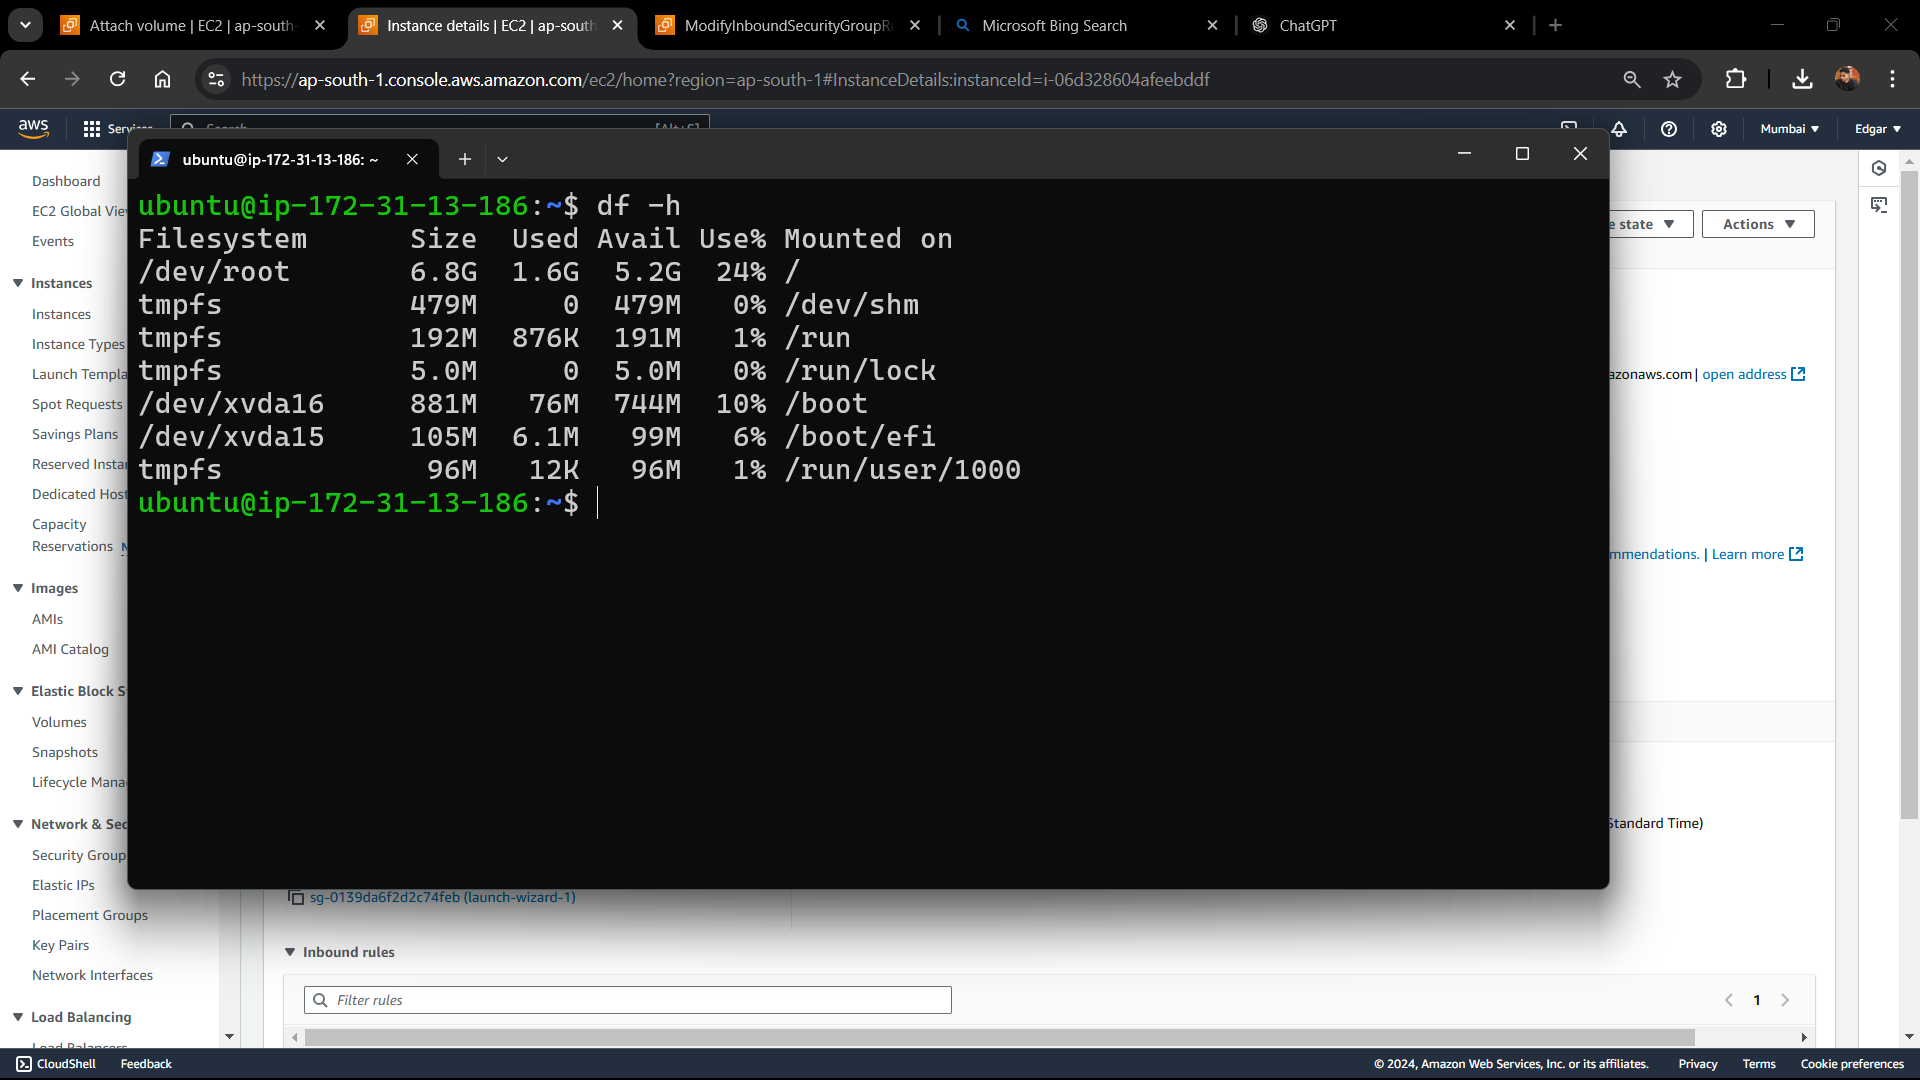 Attach volume | EC2 | ap-south-
Instance details | EC2 | ap-south
ModifyInboundSecurityGroupRu
Microsoft Bing Search
ChatGPT
https://ap-south-1.console.aws.amazon.com/ec2/home?region=ap-south-1#InstanceDetails:instanceId=i-06d328604afeebddf
aws
Services
Search
[Alt+S]
Mumbai
Edgar
ubuntu@ip-172-31-13-186: ~
ubuntu@ip-172-31-13-186:~$ df -h
Filesystem Size Used Avail Use% Mounted on
/dev/root 6.8G 1.6G 5.2G 24% /
tmpfs 479M 0 479M 0% /dev/shm
tmpfs 192M 876K 191M 1% /run
tmpfs 5.0M 0 5.0M 0% /run/lock
/dev/xvda16 881M 76M 744M 10% /boot
/dev/xvda15 105M 6.1M 99M 6% /boot/efi
tmpfs 96M 12K 96M 1% /run/user/1000
ubuntu@ip-172-31-13-186:~$
Dashboard
EC2 Global Vie
Events
Instances
Instances
Instance Types
Launch Templa
Spot Requests
Savings Plans
Reserved Insta
Dedicated Host
Capacity
Reservations N
Images
AMIs
AMI Catalog
Elastic Block S
Volumes
Snapshots
Lifecycle Mana
Network & Sec
Security Group
Elastic IPs
Placement Groups
Key Pairs
Network Interfaces
Load Balancing
Load Balancers
e state
Actions
azonaws.com | open address
mmendations. | Learn more
Standard Time)
sg-0139da6f2d2c74feb (launch-wizard-1)
Inbound rules
Filter rules
1
CloudShell
Feedback
© 2024, Amazon Web Services, Inc. or its affiliates.
Privacy
Terms
Cookie preferences